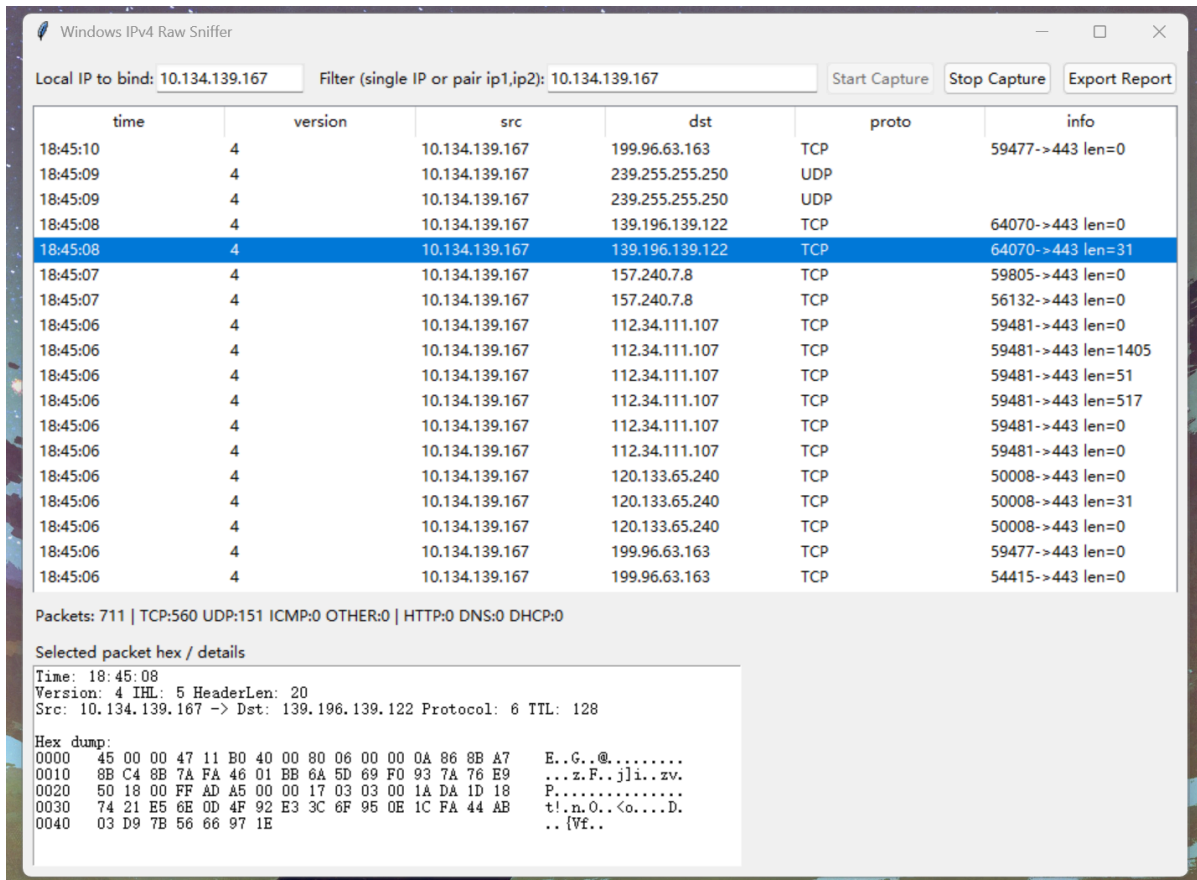 Windows IPv4 Raw Sniffer
Local IP to bind: 10.134.139.167 Filter (single IP or pair ip1,ip2): 10.134.139.167 Start Capture Stop Capture Export Report
time version src dst proto info
18:45:10 4 10.134.139.167 199.96.63.163 TCP 59477->443 len=0
18:45:09 4 10.134.139.167 239.255.255.250 UDP
18:45:09 4 10.134.139.167 239.255.255.250 UDP
18:45:08 4 10.134.139.167 139.196.139.122 TCP 64070->443 len=0
18:45:08 4 10.134.139.167 139.196.139.122 TCP 64070->443 len=31
18:45:07 4 10.134.139.167 157.240.7.8 TCP 59805->443 len=0
18:45:07 4 10.134.139.167 157.240.7.8 TCP 56132->443 len=0
18:45:06 4 10.134.139.167 112.34.111.107 TCP 59481->443 len=0
18:45:06 4 10.134.139.167 112.34.111.107 TCP 59481->443 len=1405
18:45:06 4 10.134.139.167 112.34.111.107 TCP 59481->443 len=51
18:45:06 4 10.134.139.167 112.34.111.107 TCP 59481->443 len=517
18:45:06 4 10.134.139.167 112.34.111.107 TCP 59481->443 len=0
18:45:06 4 10.134.139.167 112.34.111.107 TCP 59481->443 len=0
18:45:06 4 10.134.139.167 120.133.65.240 TCP 50008->443 len=0
18:45:06 4 10.134.139.167 120.133.65.240 TCP 50008->443 len=31
18:45:06 4 10.134.139.167 120.133.65.240 TCP 50008->443 len=0
18:45:06 4 10.134.139.167 199.96.63.163 TCP 59477->443 len=0
18:45:06 4 10.134.139.167 199.96.63.163 TCP 54415->443 len=0
Packets: 711 | TCP:560 UDP:151 ICMP:0 OTHER:0 | HTTP:0 DNS:0 DHCP:0
Selected packet hex / details
Time: 18:45:08
Version: 4 IHL: 5 HeaderLen: 20
Src: 10.134.139.167 -> Dst: 139.196.139.122 Protocol: 6 TTL: 128
Hex dump:
0000 45 00 00 47 11 B0 40 00 80 06 00 00 0A 86 8B A7 E..G..@.........
0010 8B C4 8B 7A FA 46 01 BB 6A 5D 69 F0 93 7A 76 E9 ...z.F..j]i..zv.
0020 50 18 00 FF AD A5 00 00 17 03 03 00 1A DA 1D 18 P...............
0030 74 21 E5 6E 0D 4F 92 E3 3C 6F 95 0E 1C FA 44 AB t!.n.O..<o....D.
0040 03 D9 7B 56 66 97 1E ..{Vf..